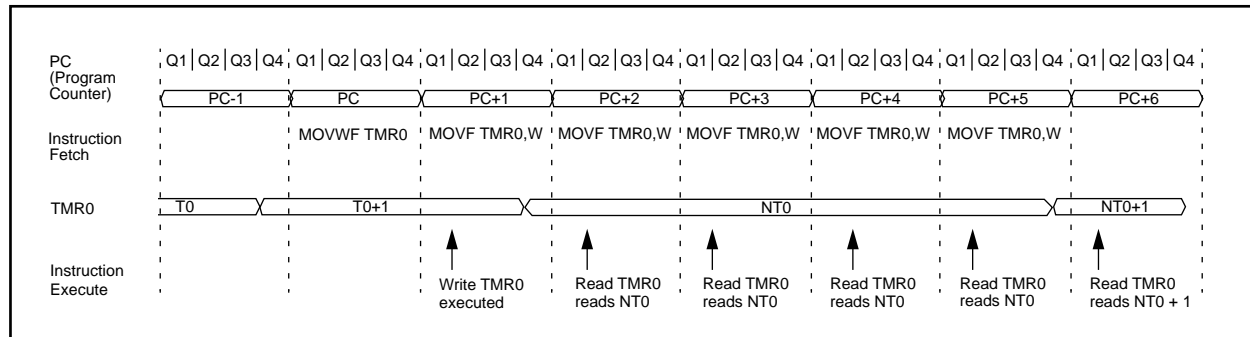 PC
(Program
Counter)
Q1 Q2 Q3 Q4 Q1 Q2 Q3 Q4 Q1 Q2 Q3 Q4 Q1 Q2 Q3 Q4 Q1 Q2 Q3 Q4 Q1 Q2 Q3 Q4 Q1 Q2 Q3 Q4 Q1 Q2 Q3 Q4
PC-1 PC PC+1 PC+2 PC+3 PC+4 PC+5 PC+6
Instruction
Fetch
MOVWF TMR0 MOVF TMR0,W MOVF TMR0,W MOVF TMR0,W MOVF TMR0,W MOVF TMR0,W
TMR0
T0 T0+1 NT0 NT0+1
Instruction
Execute
Write TMR0
executed
Read TMR0
reads NT0
Read TMR0
reads NT0
Read TMR0
reads NT0
Read TMR0
reads NT0
Read TMR0
reads NT0 + 1